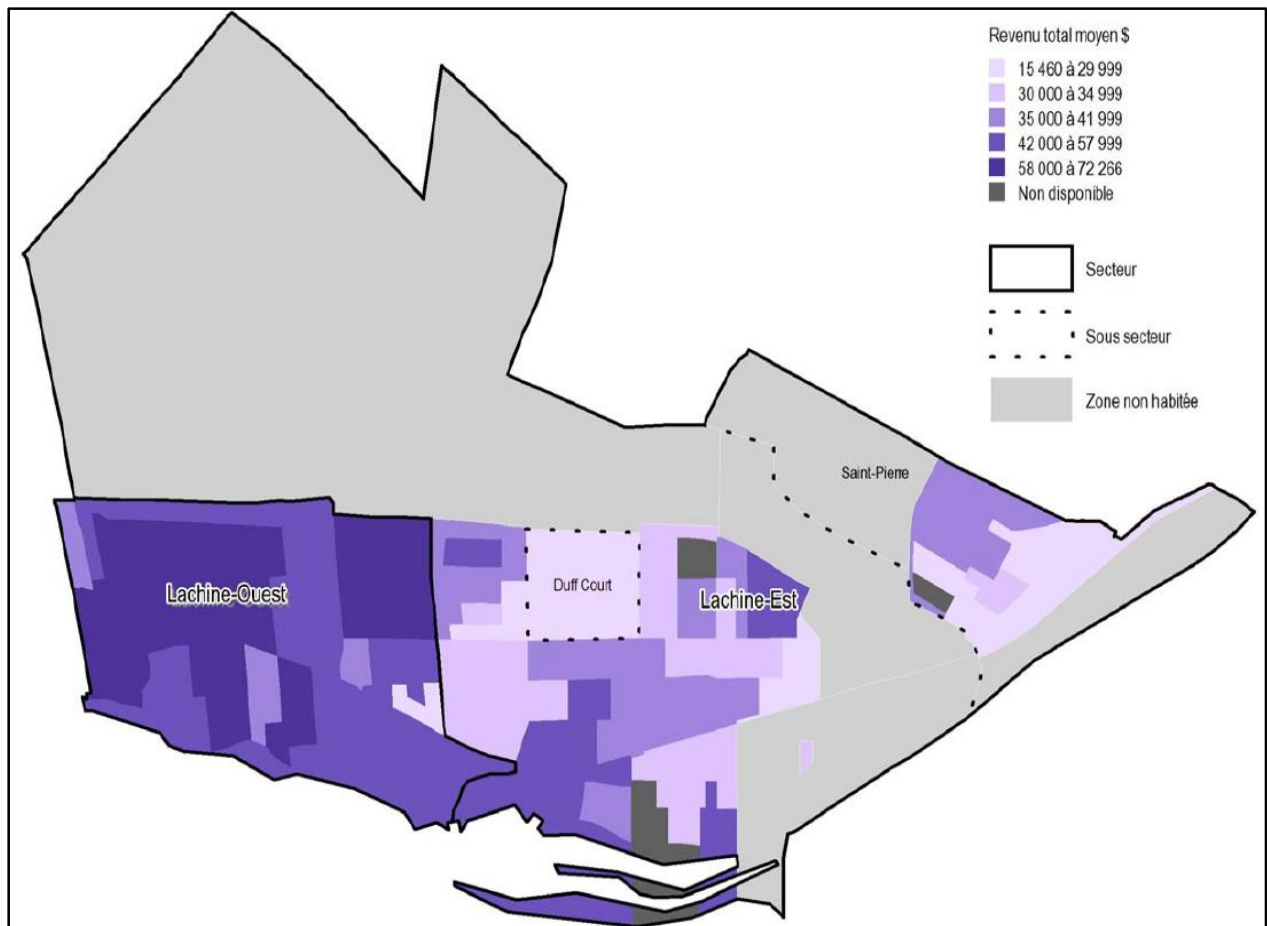 Revenu total moyen $
15 460 à 29 999
30 000 à 34 999
35 000 à 41 999
42 000 à 57 999
58 000 à 72 266
Non disponible
Secteur
Sous secteur
Zone non habitée
Saint-Pierre
Duff Court
Lachine-Ouest
Lachine-Est